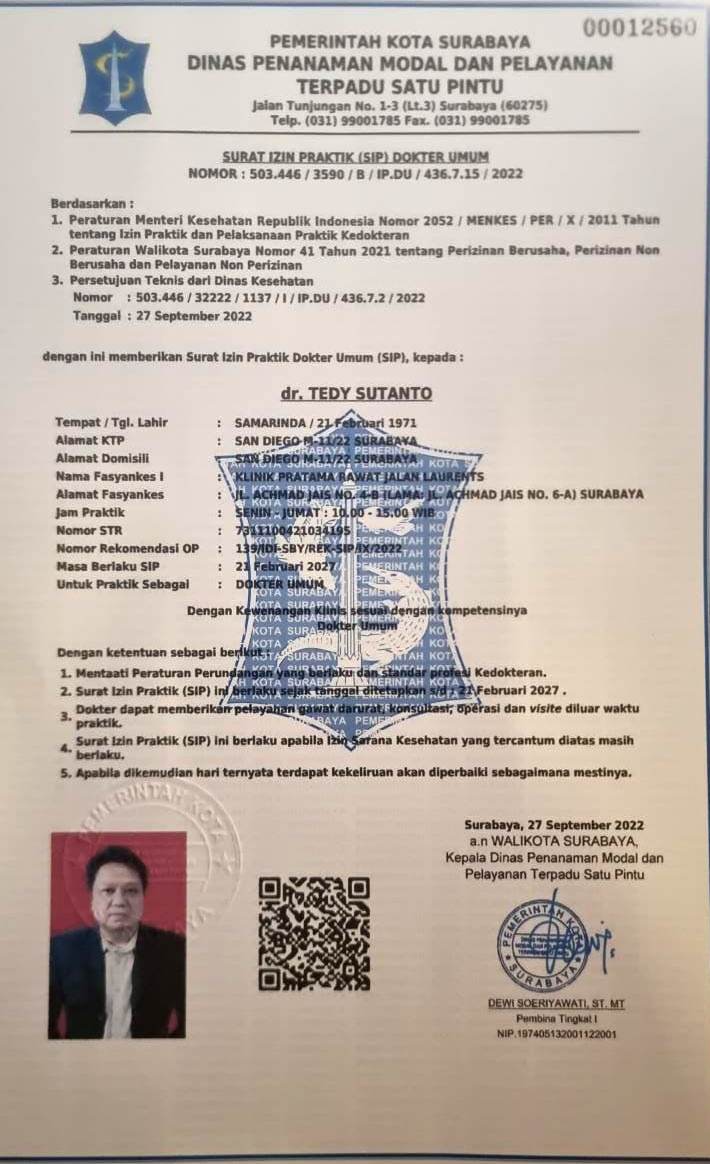 00012560
PEMERINTAH KOTA SURABAYA
DINAS PENANAMAN MODAL DAN PELAYANAN
TERPADU SATU PINTU
Jalan Tunjungan No. 1-3 (Lt.3) Surabaya (60275)
Telp. (031) 99001785 Fax. (031) 99001785
SURAT IZIN PRAKTIK (SIP) DOKTER UMUM
NOMOR : 503.446 / 3590 / B / IP.DU / 436.7.15 / 2022
Berdasarkan :
1. Peraturan Menteri Kesehatan Republik Indonesia Nomor 2052 / MENKES / PER / X / 2011 Tahun
tentang Izin Praktik dan Pelaksanaan Praktik Kedokteran
2. Peraturan Walikota Surabaya Nomor 41 Tahun 2021 tentang Perizinan Berusaha, Perizinan Non
Berusaha dan Pelayanan Non Perizinan
3. Persetujuan Teknis dari Dinas Kesehatan
Nomor : 503.446 / 32222 / 1137 / I / IP.DU / 436.7.2 / 2022
Tanggal : 27 September 2022
dengan ini memberikan Surat Izin Praktik Dokter Umum (SIP), kepada :
dr. TEDY SUTANTO
Tempat / Tgl. Lahir : SAMARINDA / 21 Februari 1971
Alamat KTP : SAN DIEGO M-11/22 SURABAYA
Alamat Domisili : SAN DIEGO M-11/22 SURABAYA
Nama Fasyankes I : KLINIK PRATAMA RAWAT JALAN LAURENTS
Alamat Fasyankes : JL. ACHMAD JAIS NO. 4-B (LAMA: JL. ACHMAD JAIS NO. 6-A) SURABAYA
Jam Praktik : SENIN - JUMAT : 10.00 - 15.00 WIB
Nomor STR : 7311100421034195
Nomor Rekomendasi OP : 139/IDI-SBY/REK-SIP/IX/2022
Masa Berlaku SIP : 21 Februari 2027
Untuk Praktik Sebagai : DOKTER UMUM
Dengan Kewenangan Klinis sesuai dengan kompetensinya
Dokter Umum
Dengan ketentuan sebagai berikut :
1. Mentaati Peraturan Perundangan yang berlaku dan standar profesi Kedokteran.
2. Surat Izin Praktik (SIP) ini berlaku sejak tanggal ditetapkan s/d : 21 Februari 2027 .
3. Dokter dapat memberikan pelayanan gawat darurat, konsultasi, operasi dan visite diluar waktu
praktik.
4. Surat Izin Praktik (SIP) ini berlaku apabila Izin Sarana Kesehatan yang tercantum diatas masih
berlaku.
5. Apabila dikemudian hari ternyata terdapat kekeliruan akan diperbaiki sebagaimana mestinya.
PEMERINTAH KOTA
Surabaya, 27 September 2022
a.n WALIKOTA SURABAYA,
Kepala Dinas Penanaman Modal dan
Pelayanan Terpadu Satu Pintu
PEMERINTAH KOTA
SURABAYA
DEWI SOERIYAWATI, ST. MT
Pembina Tingkat I
NIP.197405132001122001